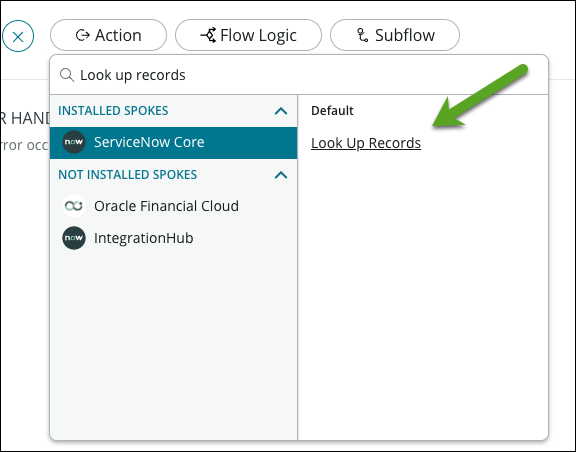 Action
Flow Logic
Subflow
Look up records
R HAND
rror occ
INSTALLED SPOKES
now
ServiceNow Core
NOT INSTALLED SPOKES
Oracle Financial Cloud
now
IntegrationHub
Default
Look Up Records